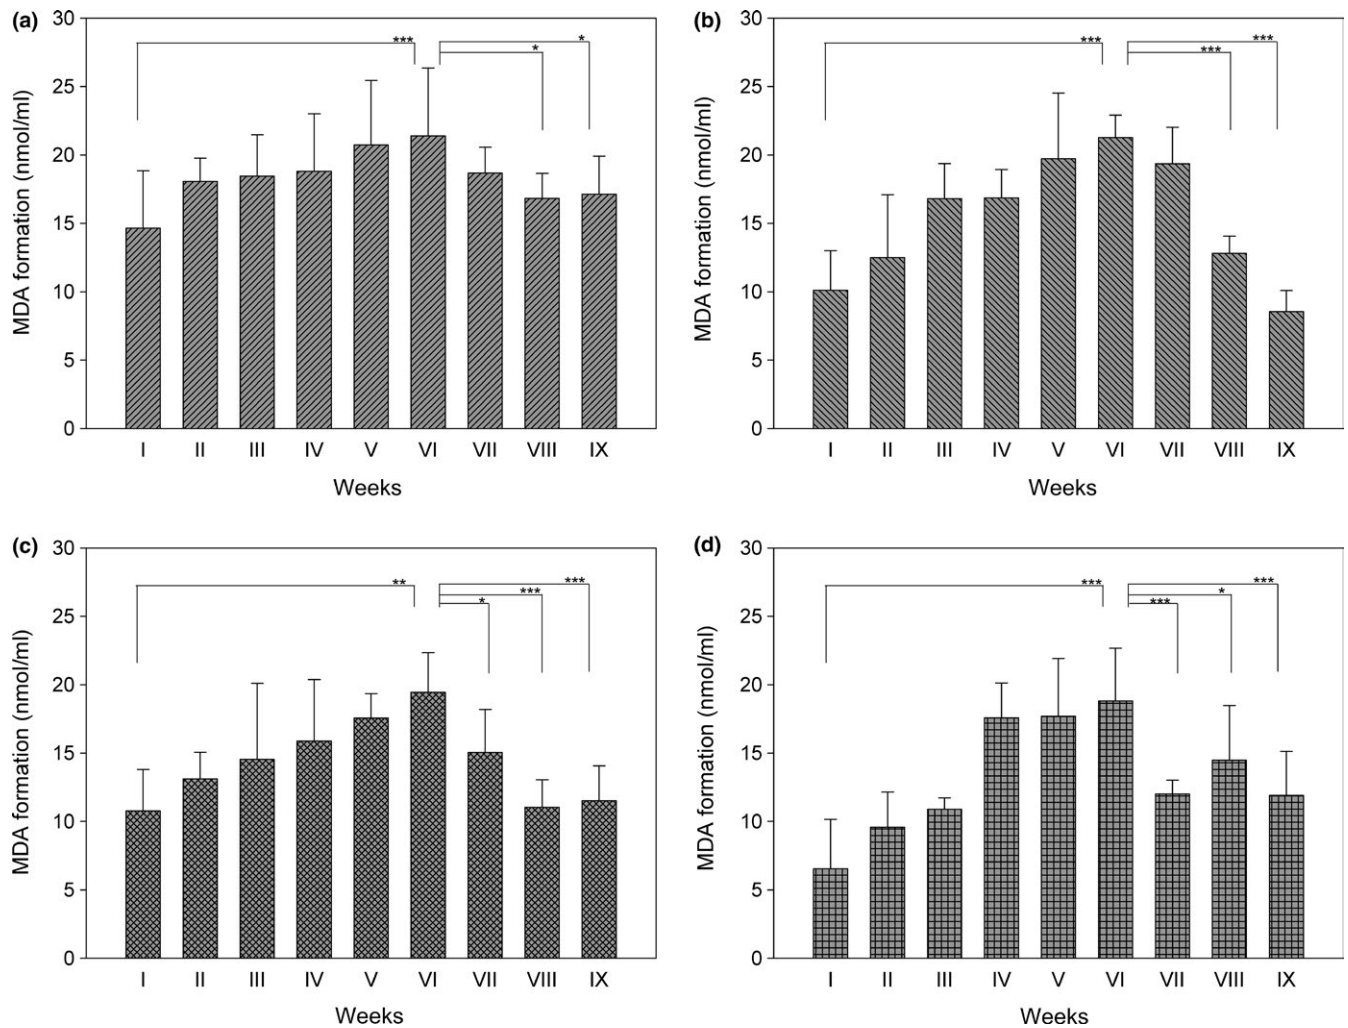 (a)
30
25
20
15
10
5
0
MDA formation (nmol/ml)
***
*
*
I II III IV V VI VII VIII IX
Weeks
(b)
30
25
20
15
10
5
0
MDA formation (nmol/ml)
***
***
***
I II III IV V VI VII VIII IX
Weeks
(c)
30
25
20
15
10
5
0
MDA formation (nmol/ml)
**
***
***
*
I II III IV V VI VII VIII IX
Weeks
(d)
30
25
20
15
10
5
0
MDA formation (nmol/ml)
***
***
*
***
I II III IV V VI VII VIII IX
Weeks